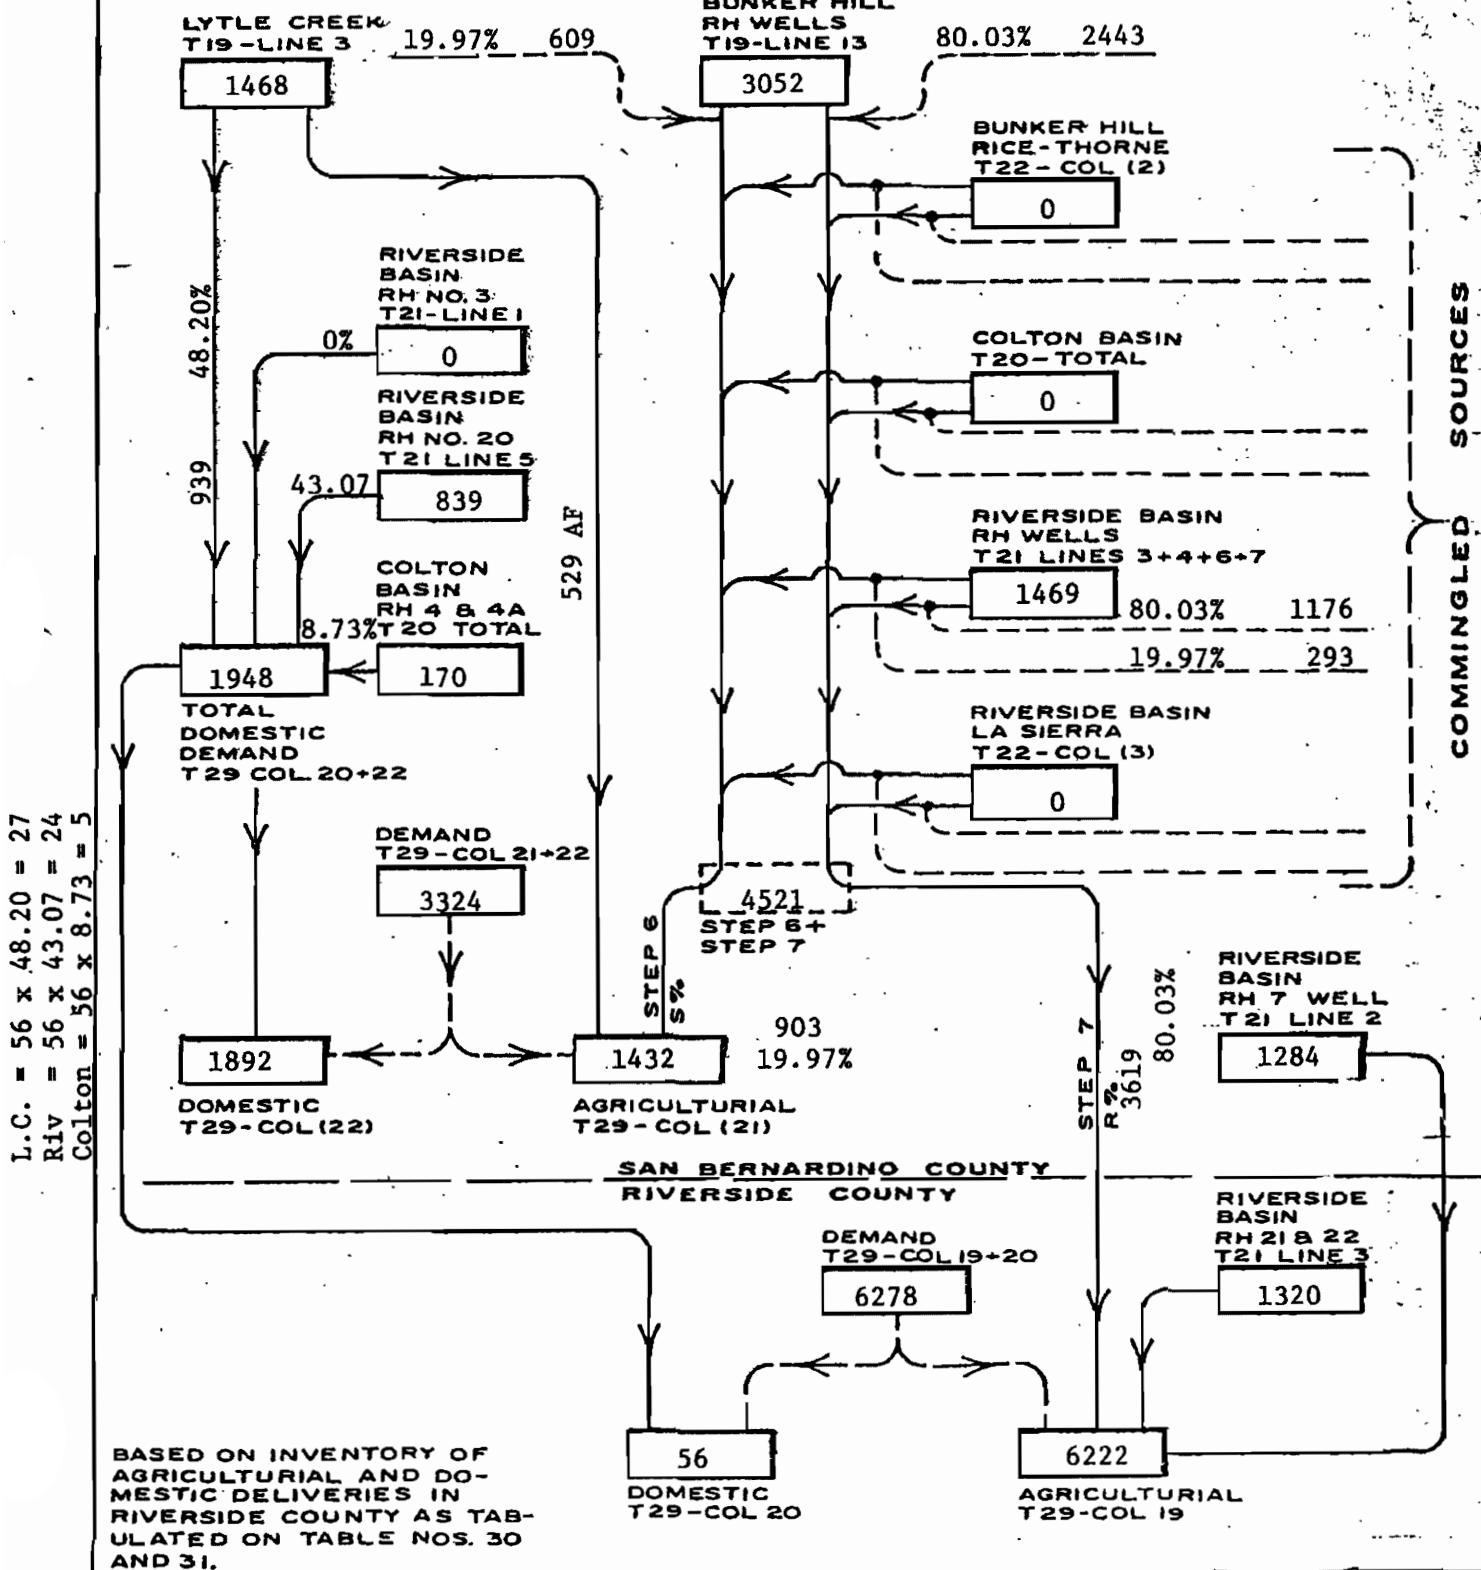 BUNKER HILL
LYTLE CREEK
T19-LINE 3
19.97% 609
RH WELLS
T19-LINE 13
80.03% 2443
1468
3052
BUNKER HILL
RICE-THORNE
T22-COL (2)
0
RIVERSIDE
BASIN
RH NO. 3
T21-LINE 1
0%
0
48.20%
939
COLTON BASIN
T20-TOTAL
0
RIVERSIDE
BASIN
RH NO. 20
T21 LINE 5
43.07
839
529 AF
RIVERSIDE BASIN
RH WELLS
T21 LINES 3+4+6+7
1469
80.03% 1176
19.97% 293
COMMINGLED SOURCES
COLTON
BASIN
RH 4 & 4A
T20 TOTAL
8.73%
170
1948
TOTAL
DOMESTIC
DEMAND
T29 COL. 20+22
RIVERSIDE BASIN
LA SIERRA
T22-COL (3)
0
L.C. = 56 x 48.20 = 27
Riv = 56 x 43.07 = 24
Colton = 56 x 8.73 = 5
DEMAND
T29-COL 21+22
3324
4521
STEP 6+
STEP 7
STEP 6
S%
1892
DOMESTIC
T29-COL (22)
1432
903
19.97%
AGRICULTURIAL
T29-COL (21)
STEP 7
R%
3619
80.03%
RIVERSIDE
BASIN
RH 7 WELL
T21 LINE 2
1284
SAN BERNARDINO COUNTY
RIVERSIDE COUNTY
RIVERSIDE
BASIN
RH 21 & 22
T21 LINE 3
1320
DEMAND
T29-COL 19+20
6278
56
DOMESTIC
T29-COL 20
6222
AGRICULTURIAL
T29-COL 19
BASED ON INVENTORY OF
AGRICULTURIAL AND DO-
MESTIC DELIVERIES IN
RIVERSIDE COUNTY AS TAB-
ULATED ON TABLE NOS. 30
AND 31.